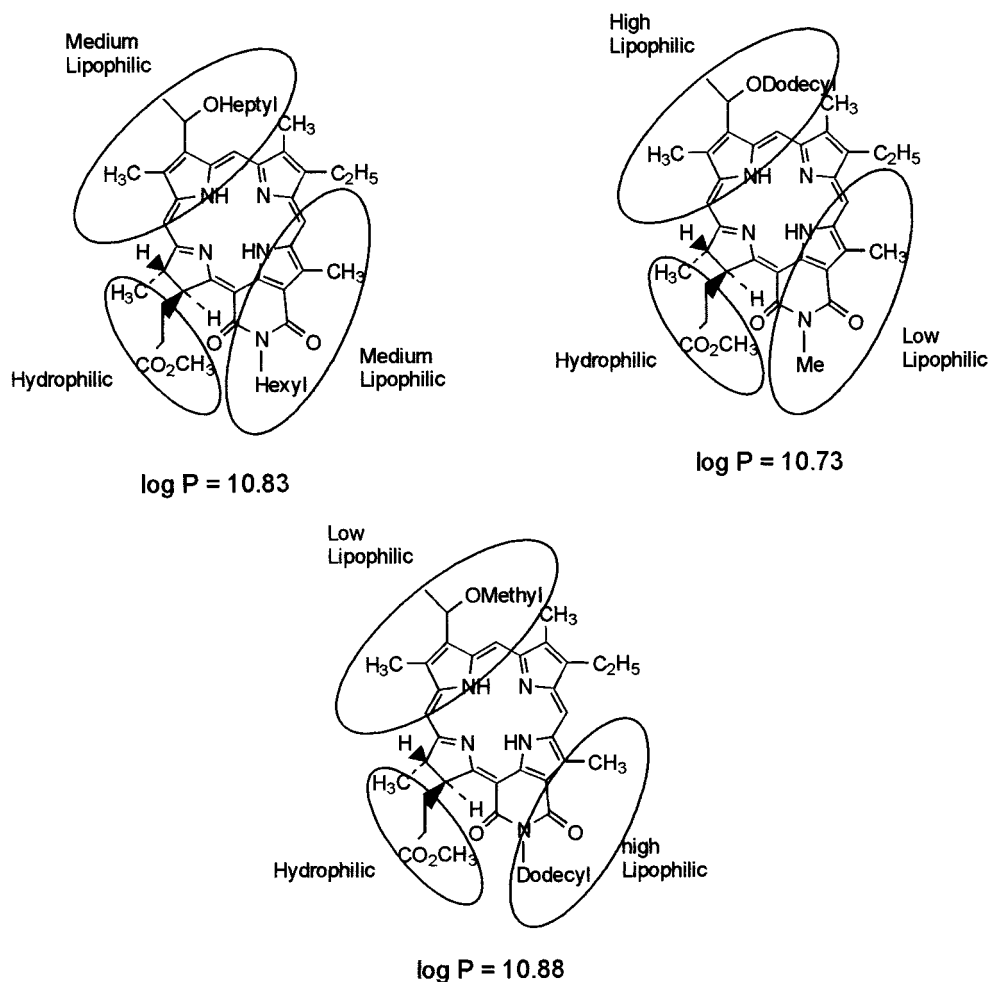 Medium
Lipophilic
OHeptyl
CH3
H3C
C2H5
NH
N
N
HN
H
H3C
CH3
H
O
N
O
CO2CH3
Hydrophilic
Hexyl
Medium
Lipophilic
log P = 10.83
High
Lipophilic
ODodecyl
CH3
H3C
C2H5
NH
N
N
HN
H
H3C
CH3
H
O
N
O
CO2CH3
Hydrophilic
Me
Low
Lipophilic
log P = 10.73
Low
Lipophilic
OMethyl
CH3
H3C
C2H5
NH
N
N
HN
H
H3C
CH3
H
O
N
O
CO2CH3
Hydrophilic
Dodecyl
high
Lipophilic
log P = 10.88